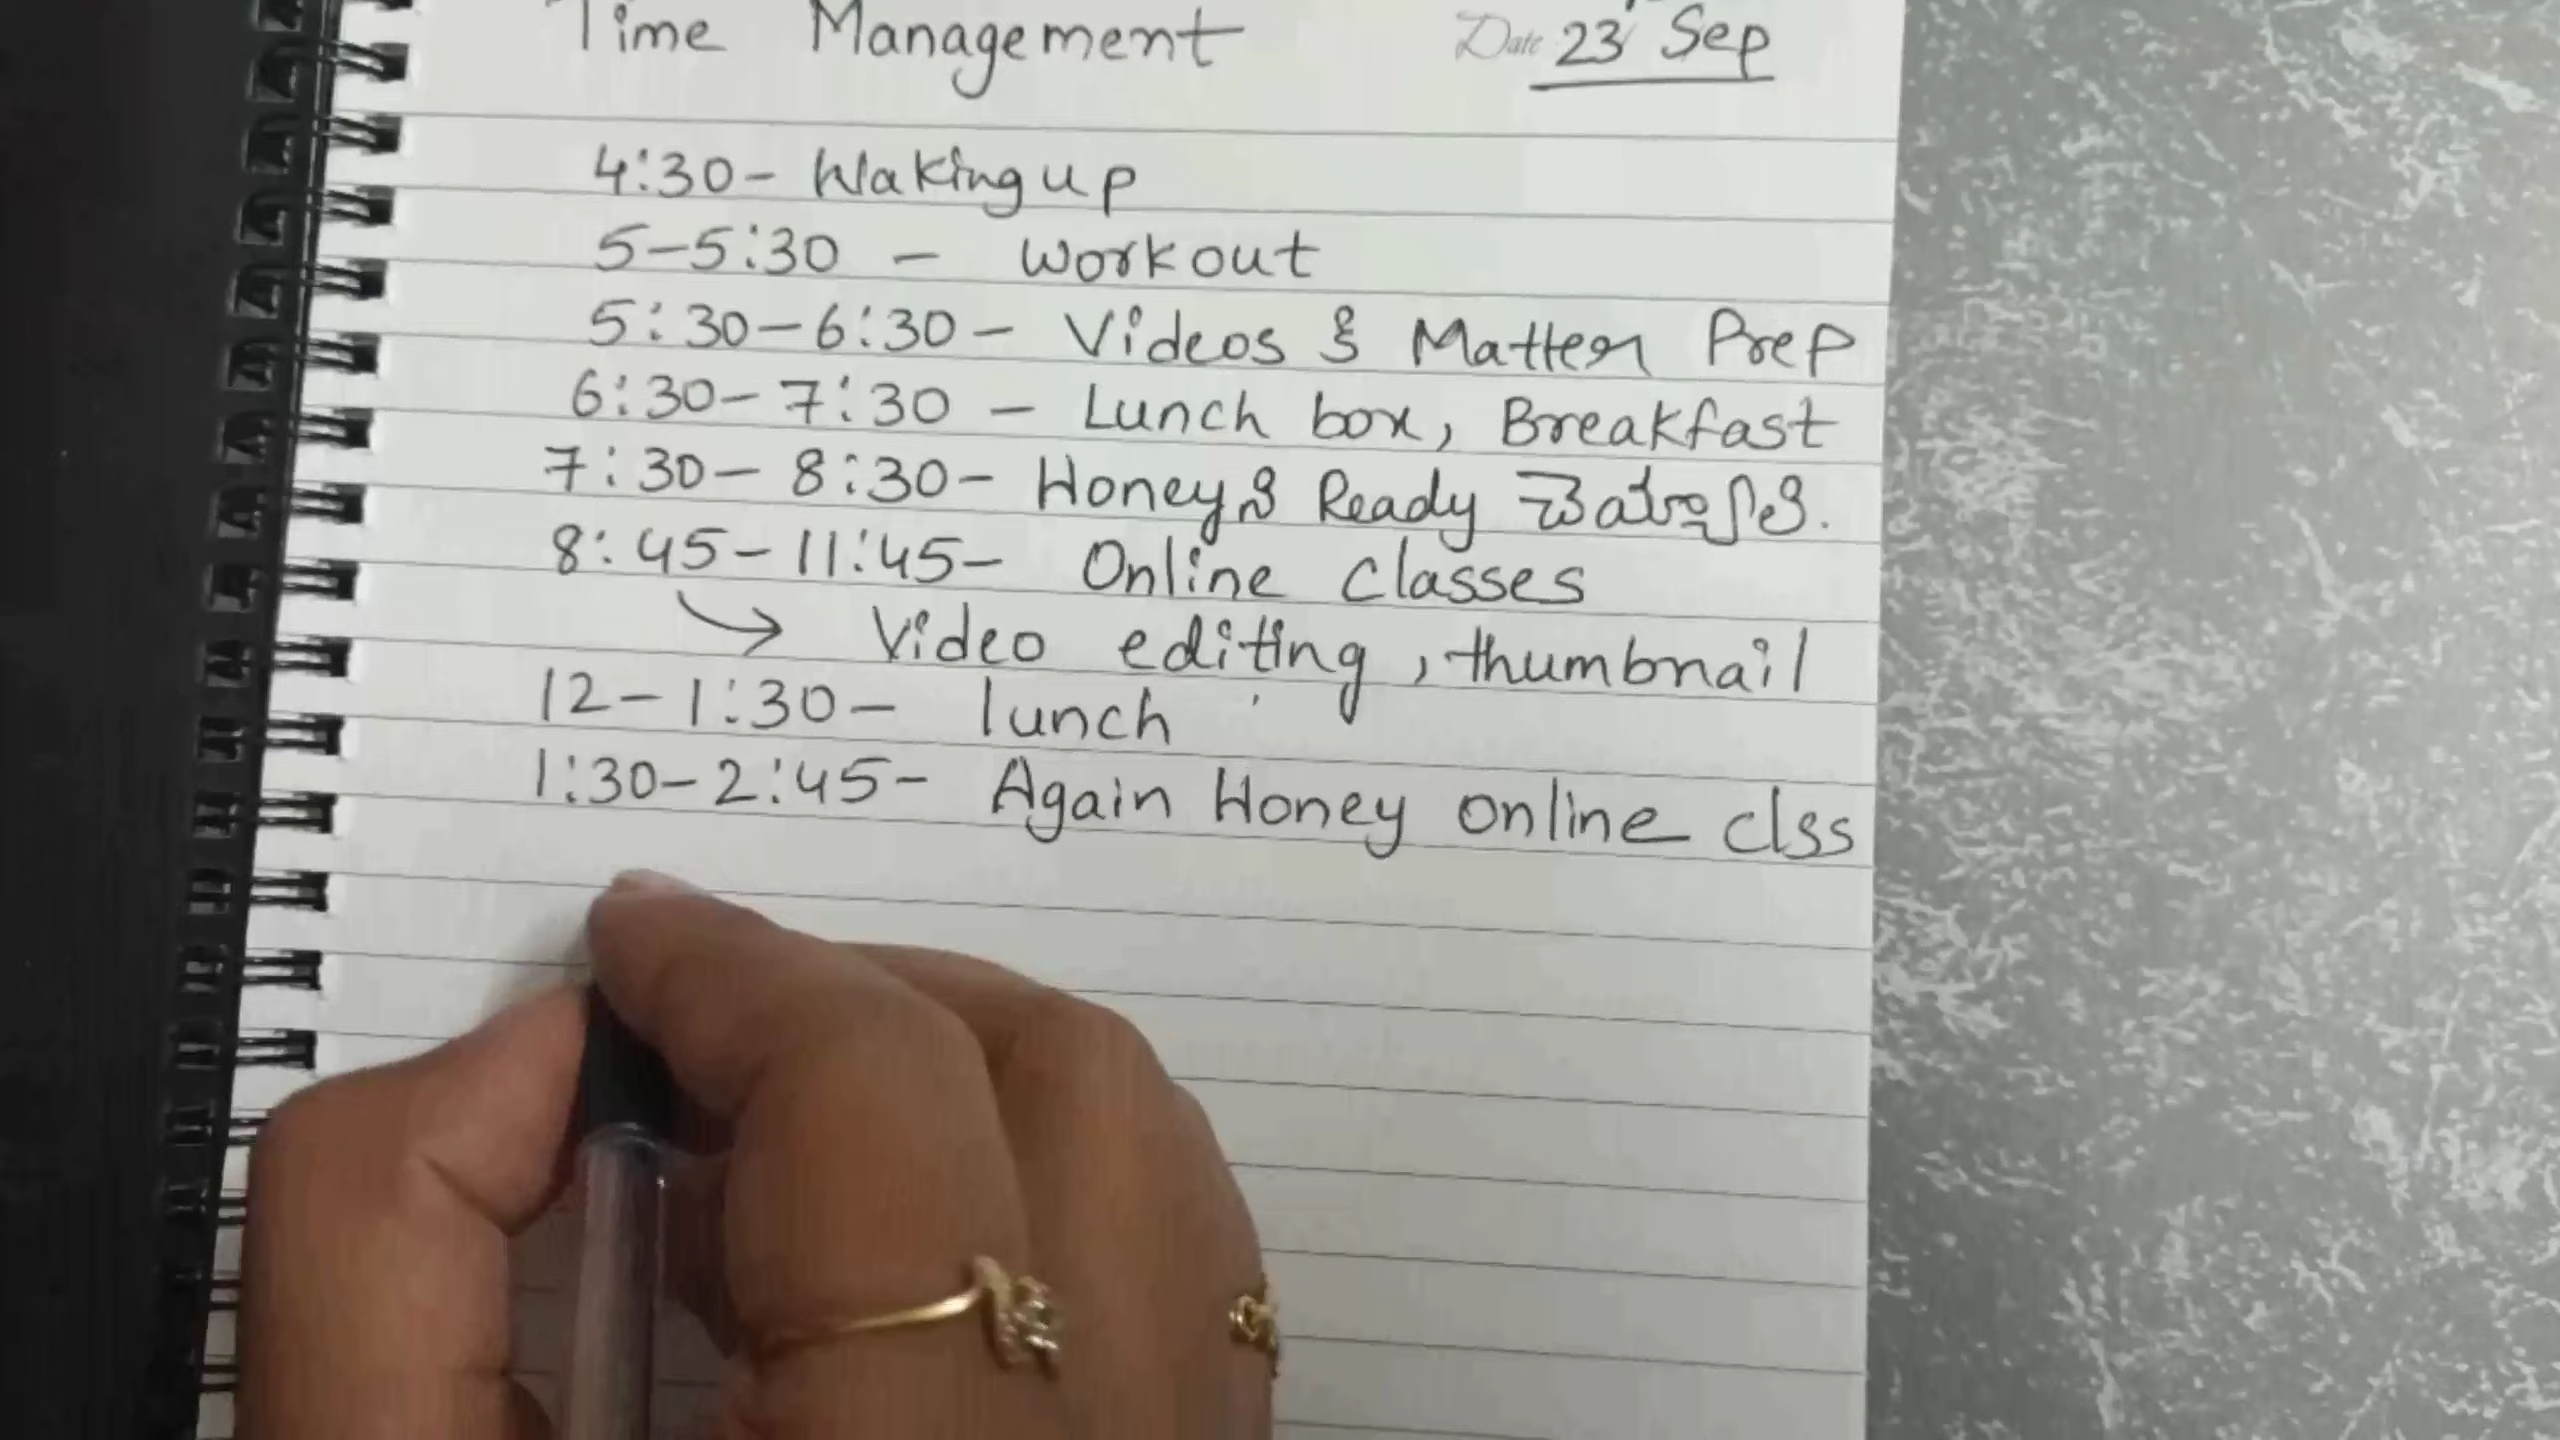 Time Management Date 23 Sep
4:30- Waking up
5-5:30 - Workout
5:30-6:30- Videos & Matter Prep
6:30-7:30 - Lunch box, Breakfast
7:30- 8:30- Honey ని Ready
8:45-11:45- Online Classes
→ Video editing, thumbnail
12-1:30- lunch
1:30-2:45- Again Honey online clss